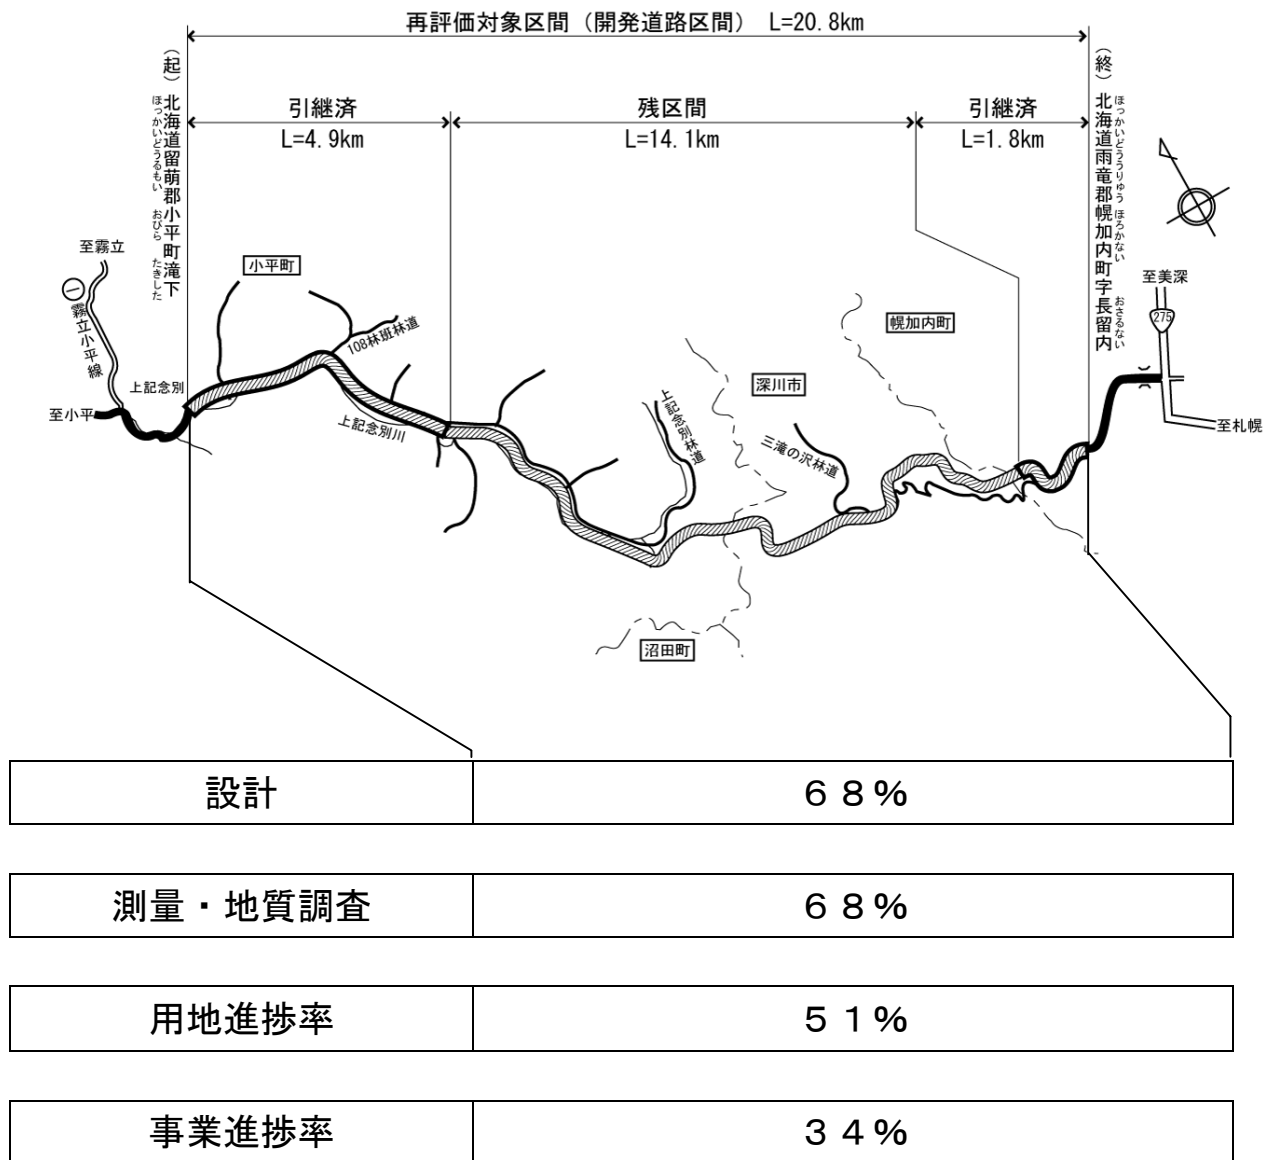 再評価対象区間（開発道路区間） L=20.8km
引継済
L=4.9km
残区間
L=14.1km
引継済
L=1.8km
（起）北海道留萌郡小平町滝下
ほっかいどうるもい おびら たきした
（終）北海道雨竜郡幌加内町字長留内
ほっかいどううりゅう ほろかない おさるない
至霧立
小平町
至美深
275
一
霧立小平線
108林班林道
幌加内町
上記念別
深川市
至小平
上記念別川
上記念別林道
三滝の沢林道
至札幌
沼田町
設計 68%
測量・地質調査 68%
用地進捗率 51%
事業進捗率 34%